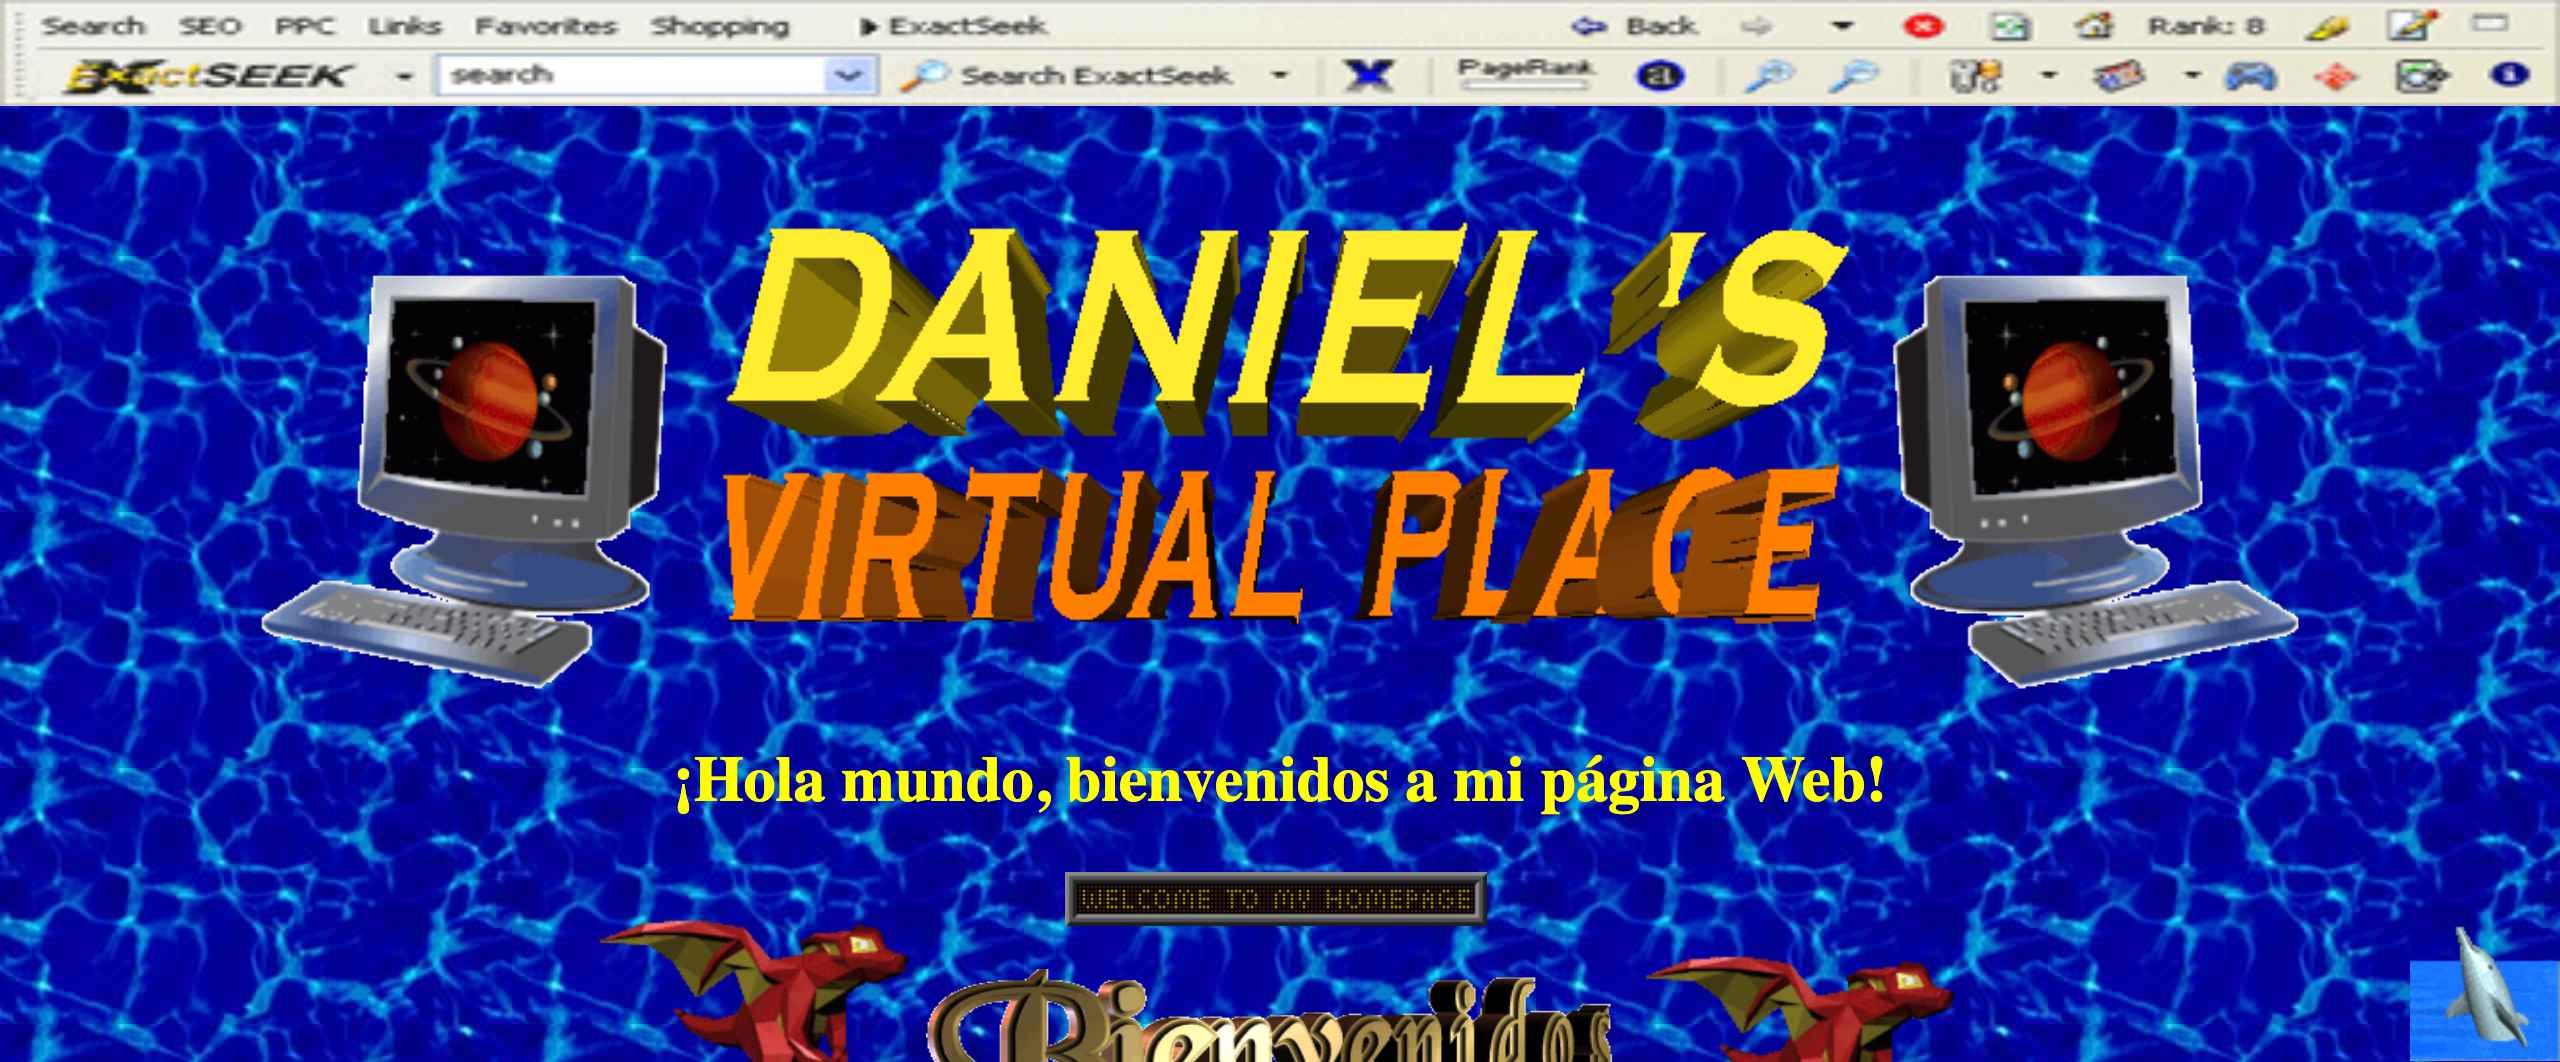 Search SEO PPC Links Favorites Shopping ExactSeek Back Rank: 8
ExactSEEK search Search ExactSeek PageRank
DANIEL'S
VIRTUAL PLACE
¡Hola mundo, bienvenidos a mi página Web!
WELCOME TO MY HOMEPAGE
Bienvenidos